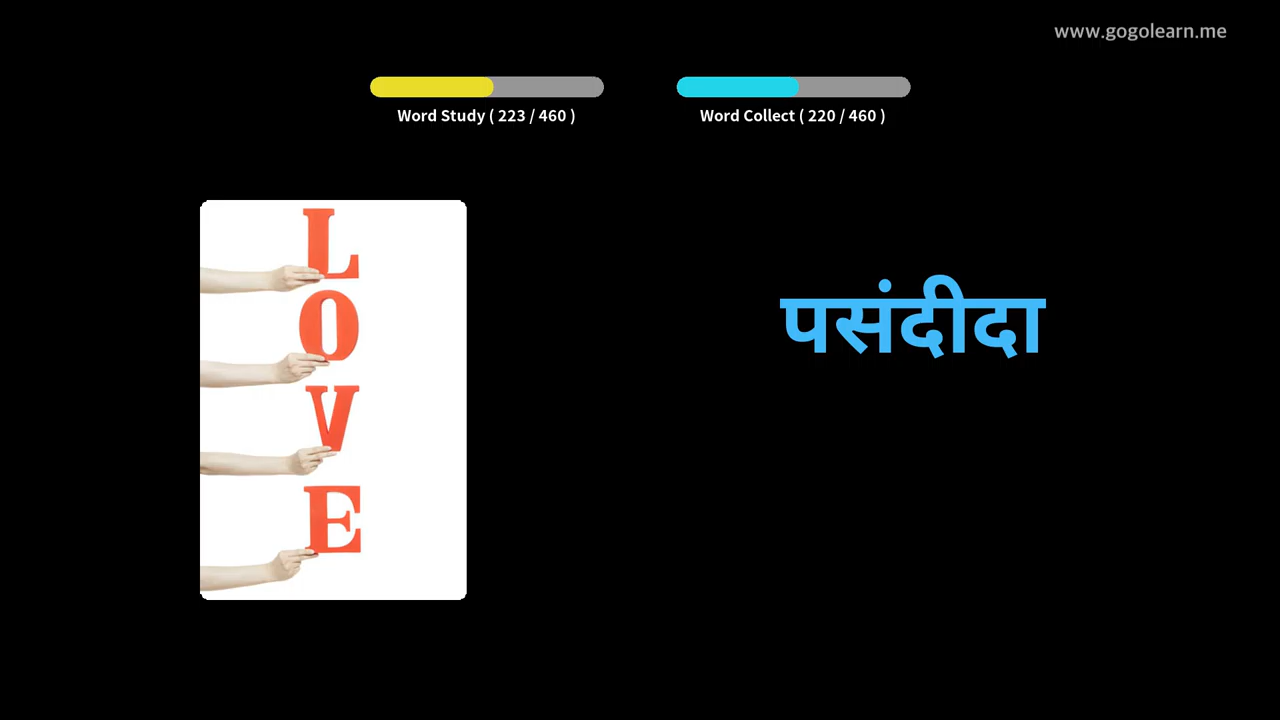 www.gogolearn.me
Word Study ( 223 / 460 )
Word Collect ( 220 / 460 )
L
O
V
E
पसंदीदा